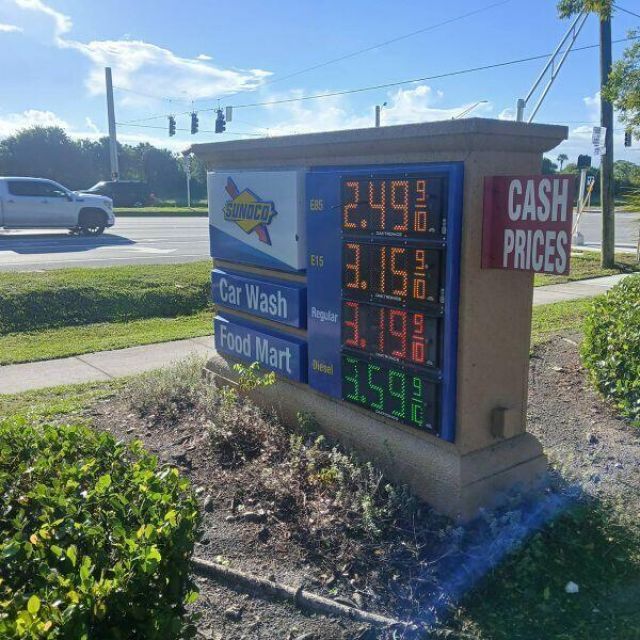 SUNOCO
Car Wash
Food Mart
E85 2.49 9/10
E15 3.15 9/10
Regular 3.19 9/10
Diesel 3.59 9/10
CASH
PRICES